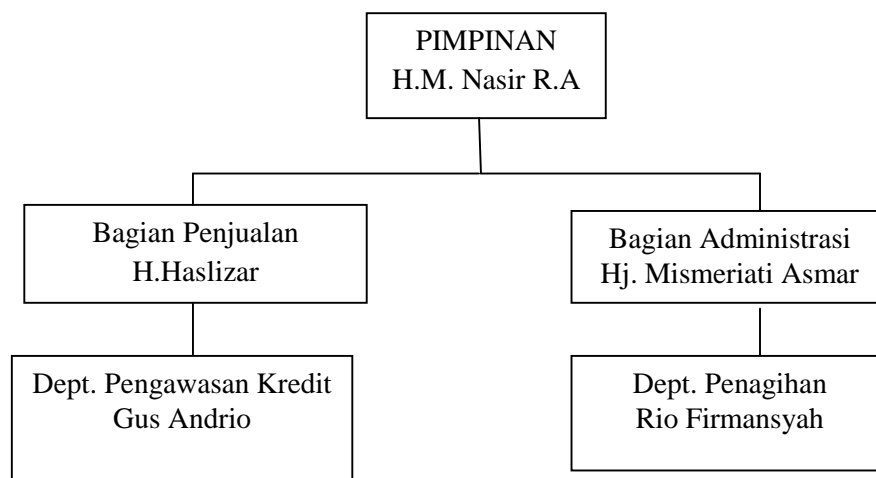 PIMPINAN
H.M. Nasir R.A
Bagian Penjualan
H.Haslizar
Bagian Administrasi
Hj. Mismeriati Asmar
Dept. Pengawasan Kredit
Gus Andrio
Dept. Penagihan
Rio Firmansyah